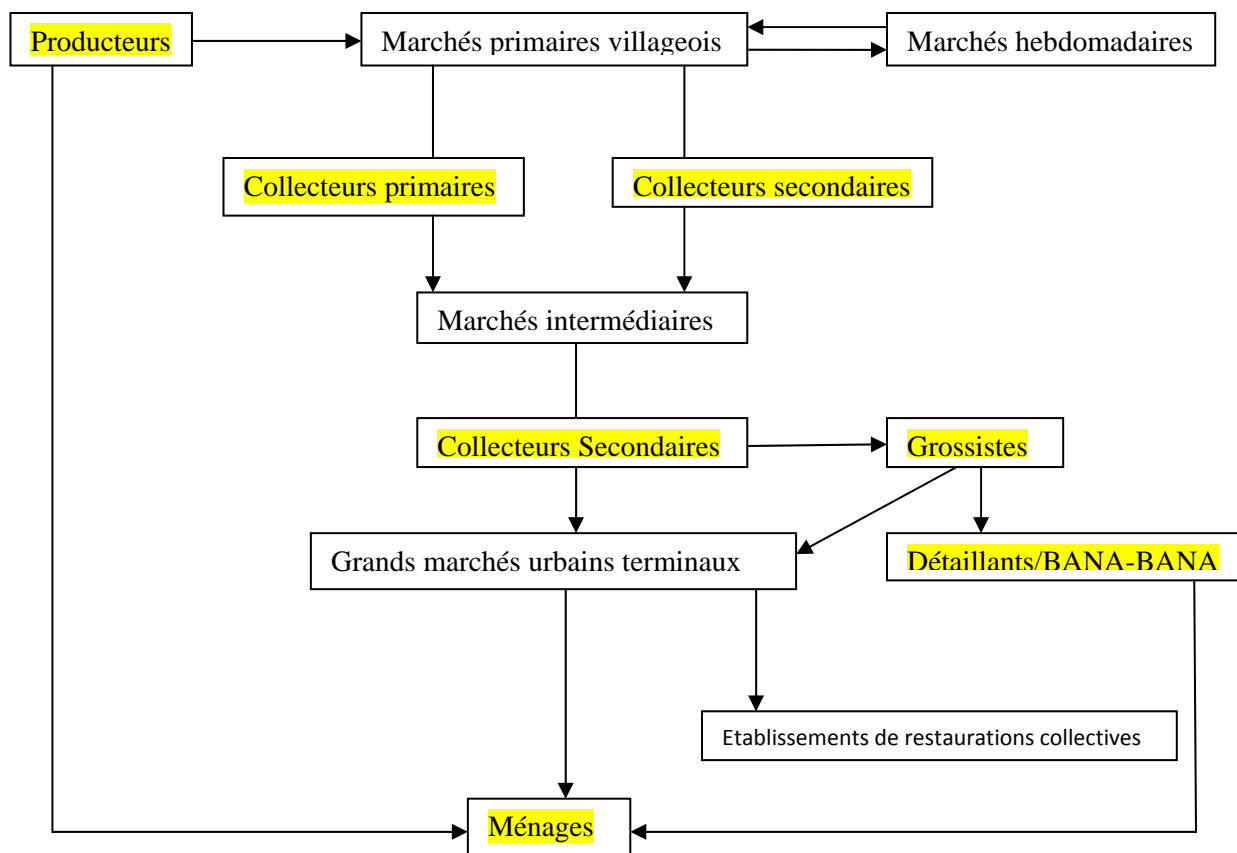 Producteurs
Marchés primaires villageois
Marchés hebdomadaires
Collecteurs primaires
Collecteurs secondaires
Marchés intermédiaires
Collecteurs Secondaires
Grossistes
Grands marchés urbains terminaux
Détaillants/BANA-BANA
Etablissements de restaurations collectives
Ménages